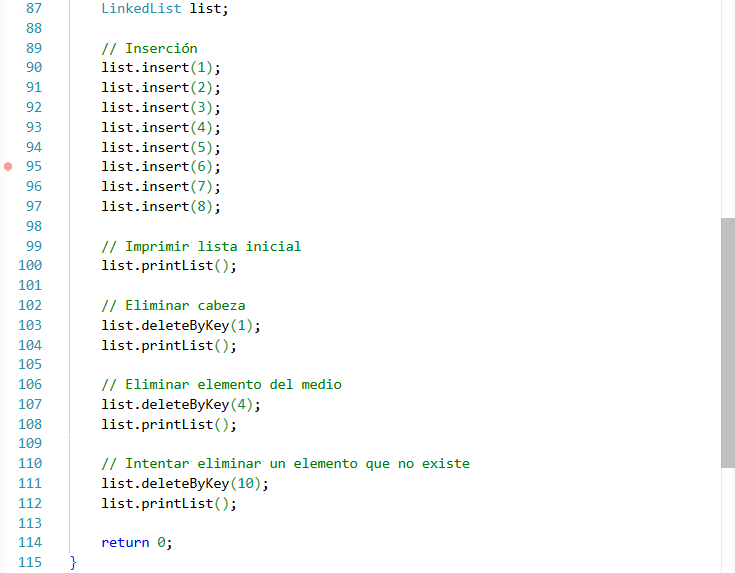 87 LinkedList list;
88
89 // Inserción
90 list.insert(1);
91 list.insert(2);
92 list.insert(3);
93 list.insert(4);
94 list.insert(5);
95 list.insert(6);
96 list.insert(7);
97 list.insert(8);
98
99 // Imprimir lista inicial
100 list.printList();
101
102 // Eliminar cabeza
103 list.deleteByKey(1);
104 list.printList();
105
106 // Eliminar elemento del medio
107 list.deleteByKey(4);
108 list.printList();
109
110 // Intentar eliminar un elemento que no existe
111 list.deleteByKey(10);
112 list.printList();
113
114 return 0;
115 }